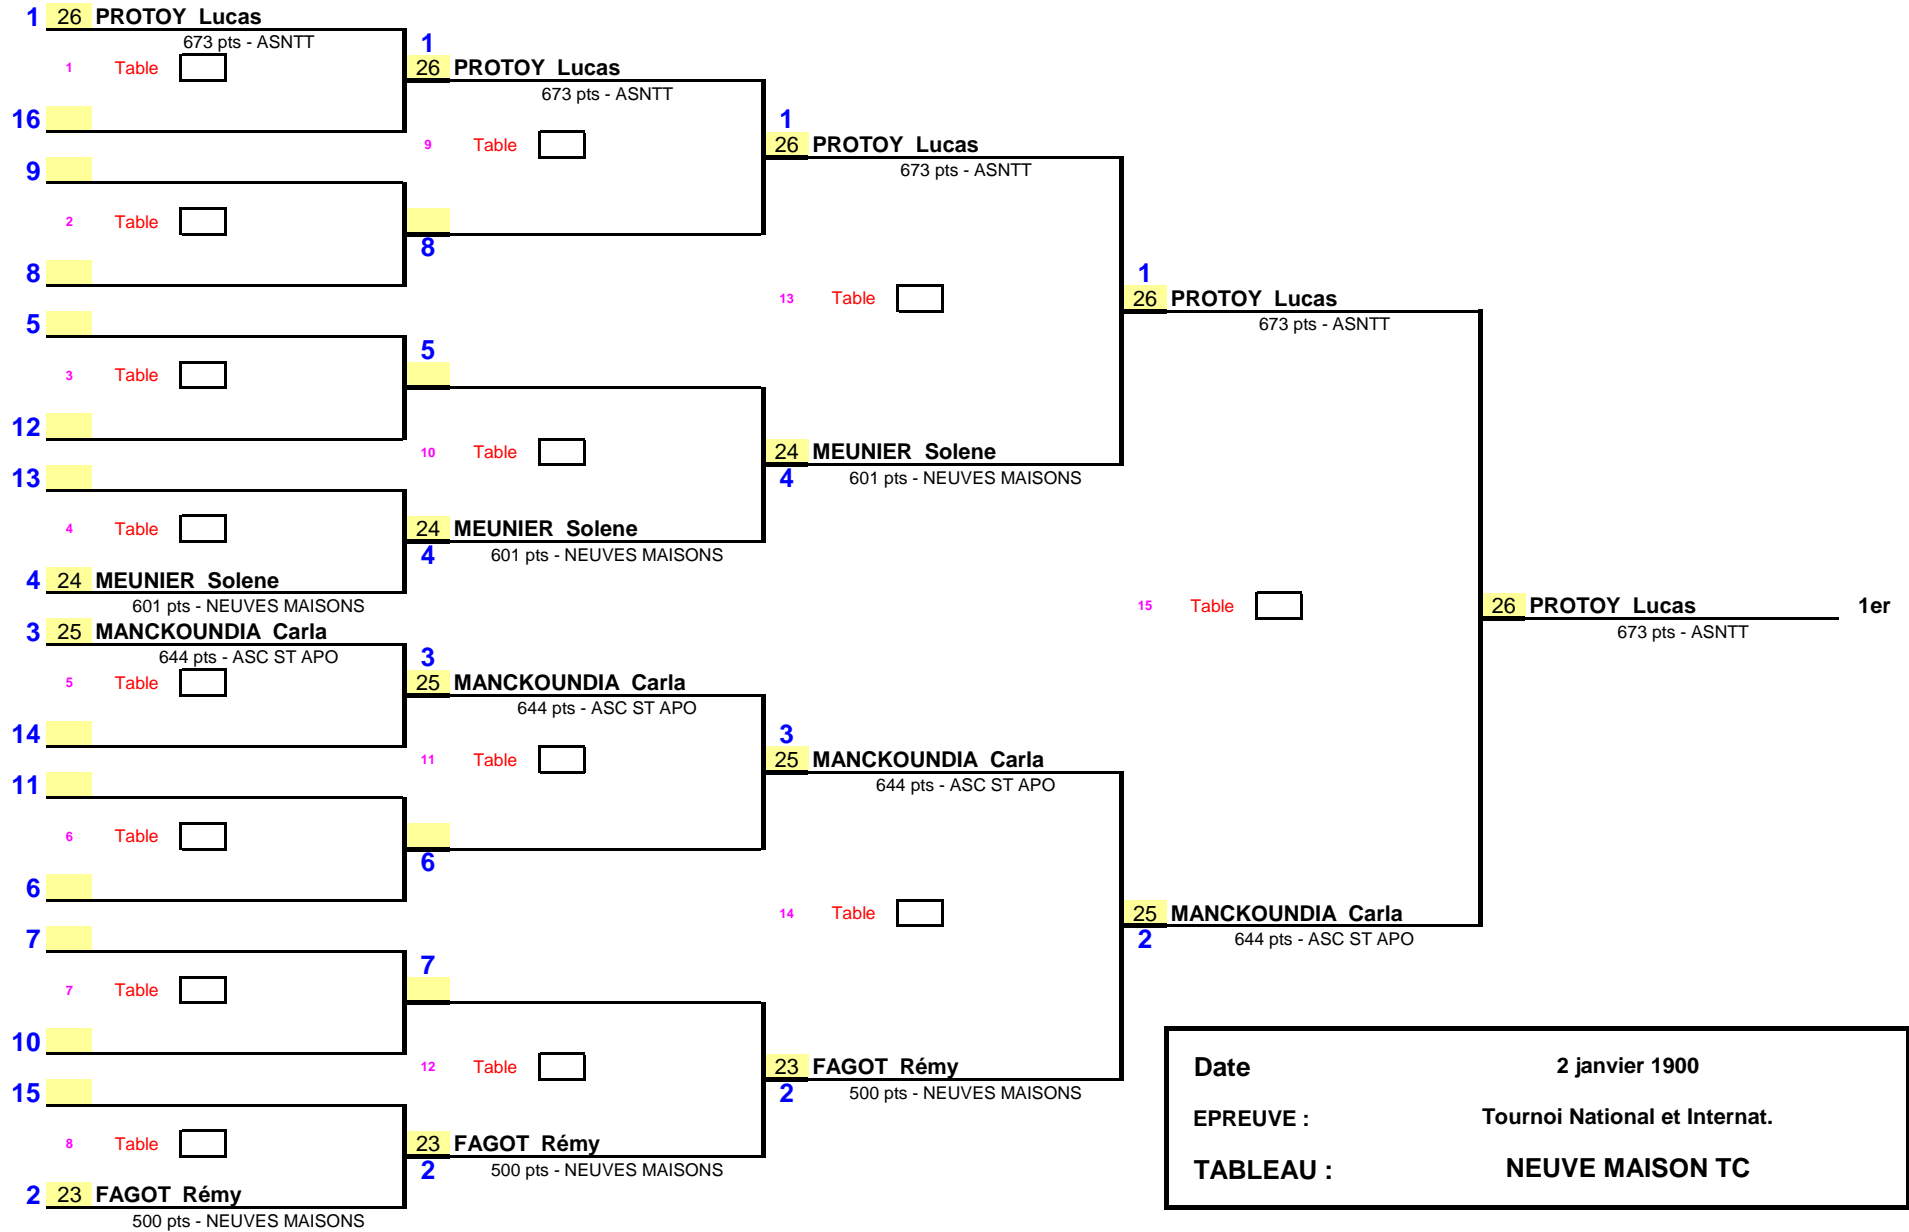 1 26 PROTOY Lucas
673 pts - ASNTT
1 Table
16
9
2 Table
8
5
3 Table
12
13
4 Table
4 24 MEUNIER Solene
601 pts - NEUVES MAISONS
3 25 MANCKOUNDIA Carla
644 pts - ASC ST APO
5 Table
14
11
6 Table
6
7
7 Table
10
15
8 Table
2 23 FAGOT Rémy
500 pts - NEUVES MAISONS
1
26 PROTOY Lucas
673 pts - ASNTT
9 Table
8
5
10 Table
24 MEUNIER Solene
4 601 pts - NEUVES MAISONS
3
25 MANCKOUNDIA Carla
644 pts - ASC ST APO
11 Table
6
7
12 Table
23 FAGOT Rémy
2 500 pts - NEUVES MAISONS
1
26 PROTOY Lucas
673 pts - ASNTT
13 Table
24 MEUNIER Solene
4 601 pts - NEUVES MAISONS
3
25 MANCKOUNDIA Carla
644 pts - ASC ST APO
14 Table
23 FAGOT Rémy
2 500 pts - NEUVES MAISONS
1
26 PROTOY Lucas
673 pts - ASNTT
15 Table
25 MANCKOUNDIA Carla
2 644 pts - ASC ST APO
26 PROTOY Lucas 1er
673 pts - ASNTT
Date 2 janvier 1900
EPREUVE : Tournoi National et Internat.
TABLEAU : NEUVE MAISON TC